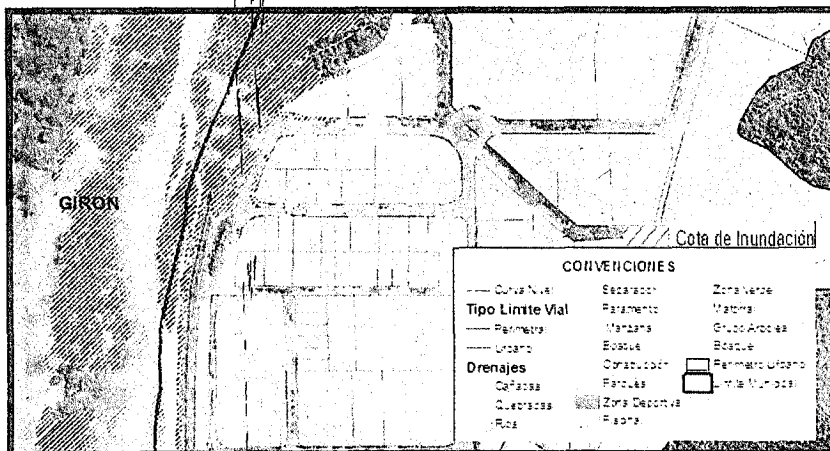 GIRON
Cota de Inundación
CONVENCIONES
Curva Nivel
Tipo Limite Vial
Perimetral
Urbano
Drenajes
Cañadas
Quebradas
Rios
Separador
Paramento
Manzana
Bosque
Construcción
Parques
Zona Deportiva
Piscina
Zona Verde
Matorral
Grupo Arboles
Bosque
Perimetro Urbano
Limite Municipal